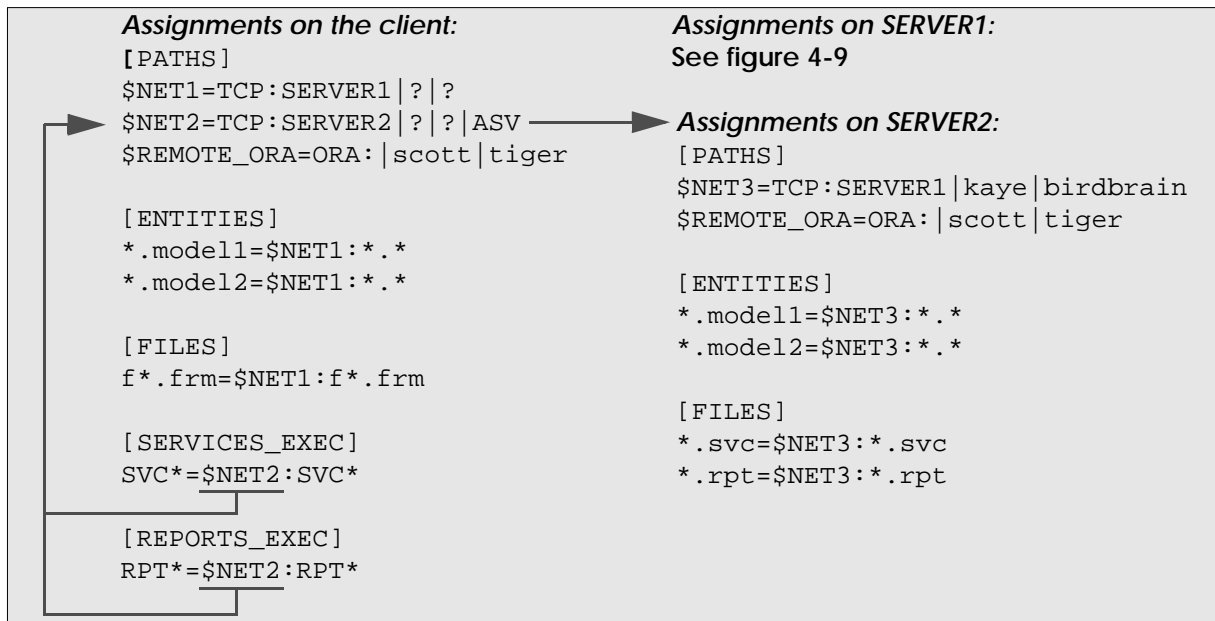 Assignments on the client:
[PATHS]
$NET1=TCP:SERVER1|?|?
$NET2=TCP:SERVER2|?|?|ASV
$REMOTE_ORA=ORA:|scott|tiger
[ENTITIES]
*.model1=$NET1:*.*
*.model2=$NET1:*.*
[FILES]
f*.frm=$NET1:f*.frm
[SERVICES_EXEC]
SVC*=$NET2:SVC*
[REPORTS_EXEC]
RPT*=$NET2:RPT*
Assignments on SERVER1:
See figure 4-9
Assignments on SERVER2:
[PATHS]
$NET3=TCP:SERVER1|kaye|birdbrain
$REMOTE_ORA=ORA:|scott|tiger
[ENTITIES]
*.model1=$NET3:*.*
*.model2=$NET3:*.*
[FILES]
*.svc=$NET3:*.svc
*.rpt=$NET3:*.rpt